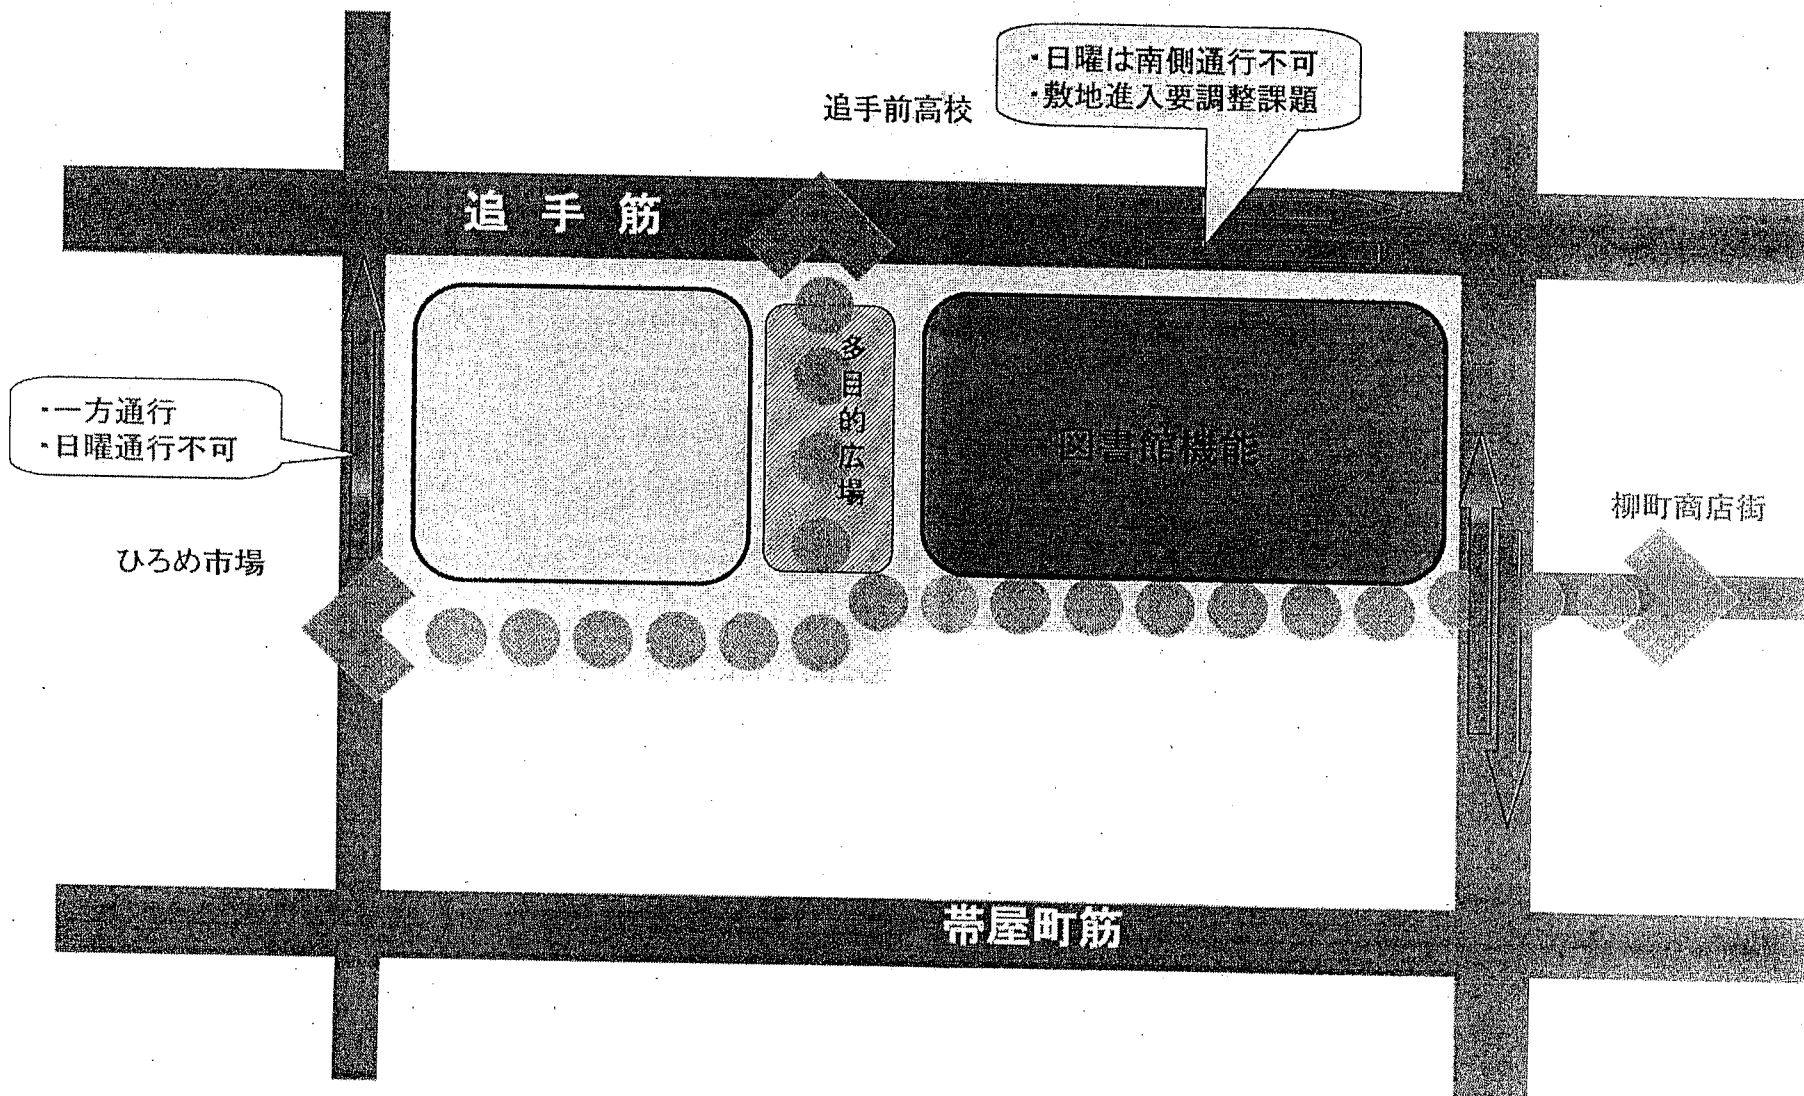 ・日曜は南側通行不可
・敷地進入要調整課題
追手前高校
追手筋
多目的広場
図書館機能
・一方通行
・日曜通行不可
柳町商店街
ひろめ市場
帯屋町筋